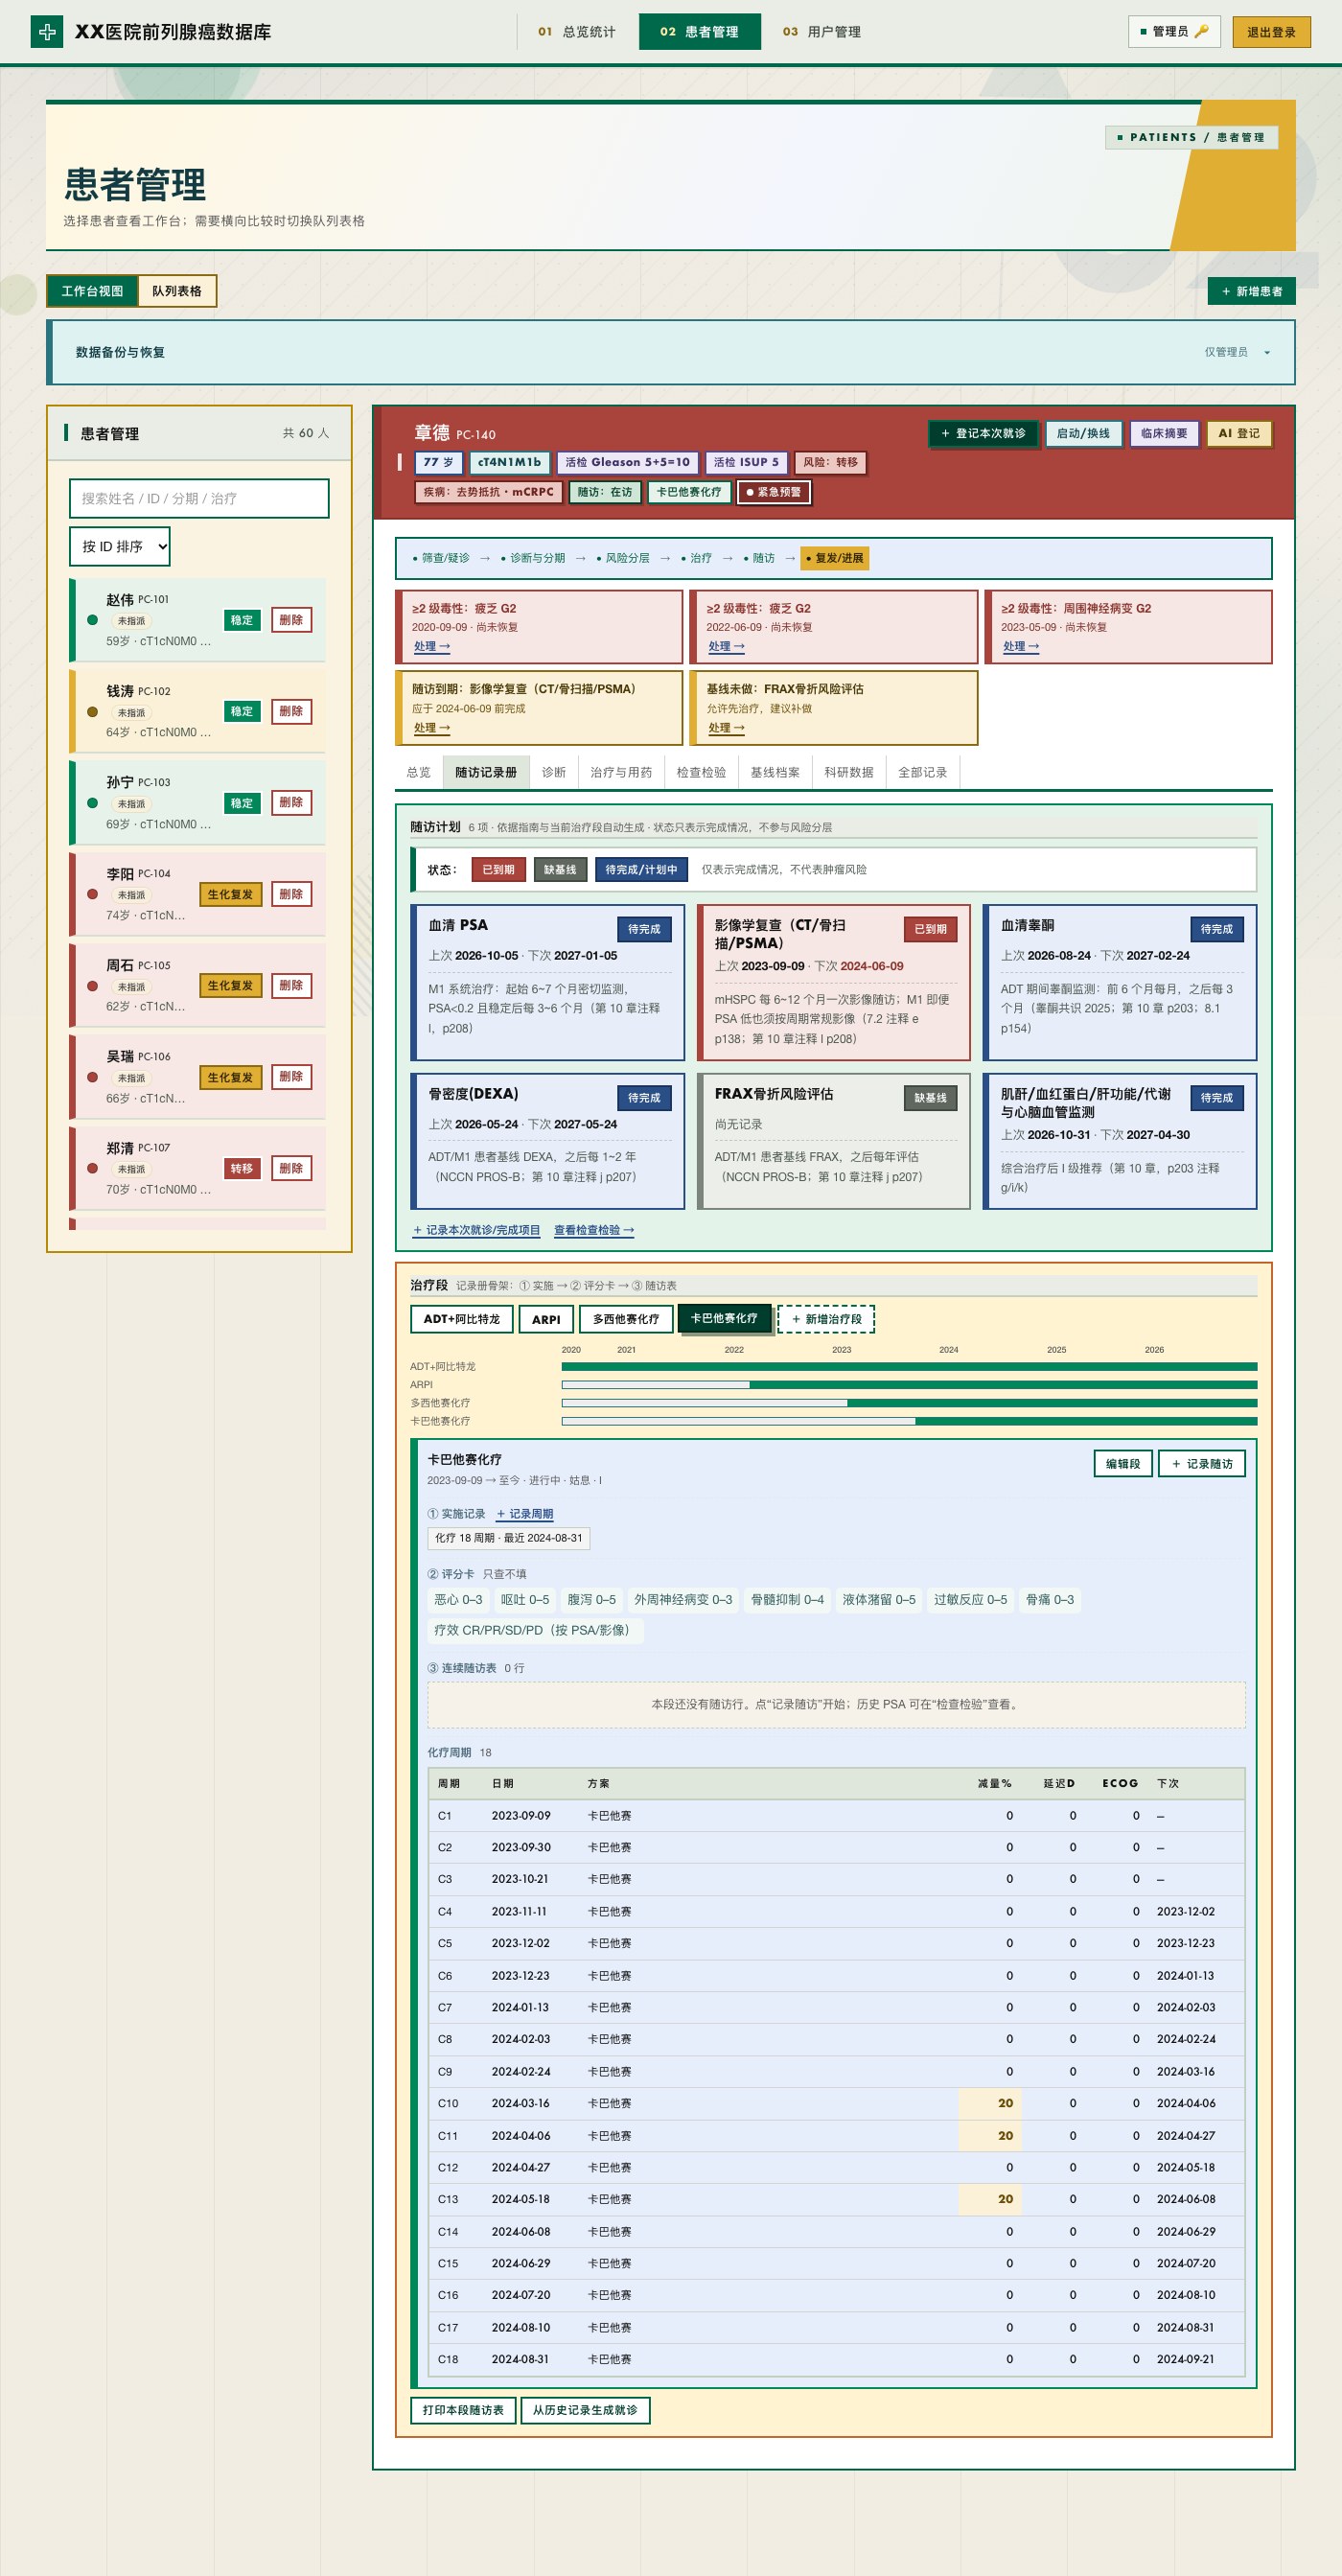 XX医院前列腺癌数据库
01 总览统计
02 患者管理
03 用户管理
管理员
退出登录
PATIENTS / 患者管理
患者管理
选择患者查看工作台；需要横向比较时切换队列表格
工作台视图
队列表格
＋ 新增患者
数据备份与恢复
仅管理员
患者管理
共 60 人
搜索姓名 / ID / 分期 / 治疗
按 ID 排序
赵伟 PC-101
未指派
59岁 · cT1cN0M0 ...
稳定
删除
钱涛 PC-102
未指派
64岁 · cT1cN0M0 ...
稳定
删除
孙宁 PC-103
未指派
69岁 · cT1cN0M0 ...
稳定
删除
李阳 PC-104
未指派
74岁 · cT1cN...
生化复发
删除
周石 PC-105
未指派
62岁 · cT1cN...
生化复发
删除
吴瑞 PC-106
未指派
66岁 · cT1cN...
生化复发
删除
郑清 PC-107
未指派
70岁 · cT1cN0M0 ...
转移
删除
章德 PC-140
＋ 登记本次就诊
启动/换线
临床摘要
AI 登记
77 岁
cT4N1M1b
活检 Gleason 5+5=10
活检 ISUP 5
风险：转移
疾病：去势抵抗 · mCRPC
随访：在访
卡巴他赛化疗
紧急预警
筛查/疑诊 → 诊断与分期 → 风险分层 → 治疗 → 随访 → 复发/进展
≥2 级毒性：疲乏 G2
2020-09-09 · 尚未恢复
处理 →
≥2 级毒性：疲乏 G2
2022-06-09 · 尚未恢复
处理 →
≥2 级毒性：周围神经病变 G2
2023-05-09 · 尚未恢复
处理 →
随访到期：影像学复查（CT/骨扫描/PSMA）
应于 2024-06-09 前完成
处理 →
基线未做：FRAX骨折风险评估
允许先治疗，建议补做
处理 →
总览
随访记录册
诊断
治疗与用药
检查检验
基线档案
科研数据
全部记录
随访计划 6 项 · 依据指南与当前治疗段自动生成 · 状态只表示完成情况，不参与风险分层
状态：
已到期
缺基线
待完成/计划中
仅表示完成情况，不代表肿瘤风险
血清 PSA
待完成
上次 2026-10-05 · 下次 2027-01-05
M1 系统治疗：起始 6~7 个月密切监测，
PSA<0.2 且稳定后每 3~6 个月（第 10 章注释
l，p208）
影像学复查（CT/骨扫
描/PSMA）
已到期
上次 2023-09-09 · 下次 2024-06-09
mHSPC 每 6~12 个月一次影像随访；M1 即便
PSA 低也须按周期常规影像（7.2 注释 e
p138；第 10 章注释 l p208）
血清睾酮
待完成
上次 2026-08-24 · 下次 2027-02-24
ADT 期间睾酮监测：前 6 个月每月，之后每 3
个月（睾酮共识 2025；第 10 章 p203；8.1
p154）
骨密度(DEXA)
待完成
上次 2026-05-24 · 下次 2027-05-24
ADT/M1 患者基线 DEXA，之后每 1~2 年
（NCCN PROS-B；第 10 章注释 j p207）
FRAX骨折风险评估
缺基线
尚无记录
ADT/M1 患者基线 FRAX，之后每年评估
（NCCN PROS-B；第 10 章注释 j p207）
肌酐/血红蛋白/肝功能/代谢
与心脑血管监测
待完成
上次 2026-10-31 · 下次 2027-04-30
综合治疗后 I 级推荐（第 10 章，p203 注释
g/i/k）
＋ 记录本次就诊/完成项目
查看检查检验 →
治疗段 记录册骨架：① 实施 → ② 评分卡 → ③ 随访表
ADT+阿比特龙
ARPI
多西他赛化疗
卡巴他赛化疗
＋ 新增治疗段
2020 2021 2022 2023 2024 2025 2026
ADT+阿比特龙
ARPI
多西他赛化疗
卡巴他赛化疗
卡巴他赛化疗
2023-09-09 → 至今 · 进行中 · 姑息 · I
编辑段
＋ 记录随访
① 实施记录 ＋ 记录周期
化疗 18 周期 · 最近 2024-08-31
② 评分卡 只查不填
恶心 0–3
呕吐 0–5
腹泻 0–5
外周神经病变 0–3
骨髓抑制 0–4
液体潴留 0–5
过敏反应 0–5
骨痛 0–3
疗效 CR/PR/SD/PD（按 PSA/影像）
③ 连续随访表 0 行
本段还没有随访行。点“记录随访”开始；历史 PSA 可在“检查检验”查看。
化疗周期 18
周期 日期 方案 减量% 延迟D ECOG 下次
C1 2023-09-09 卡巴他赛 0 0 0 —
C2 2023-09-30 卡巴他赛 0 0 0 —
C3 2023-10-21 卡巴他赛 0 0 0 —
C4 2023-11-11 卡巴他赛 0 0 0 2023-12-02
C5 2023-12-02 卡巴他赛 0 0 0 2023-12-23
C6 2023-12-23 卡巴他赛 0 0 0 2024-01-13
C7 2024-01-13 卡巴他赛 0 0 0 2024-02-03
C8 2024-02-03 卡巴他赛 0 0 0 2024-02-24
C9 2024-02-24 卡巴他赛 0 0 0 2024-03-16
C10 2024-03-16 卡巴他赛 20 0 0 2024-04-06
C11 2024-04-06 卡巴他赛 20 0 0 2024-04-27
C12 2024-04-27 卡巴他赛 0 0 0 2024-05-18
C13 2024-05-18 卡巴他赛 20 0 0 2024-06-08
C14 2024-06-08 卡巴他赛 0 0 0 2024-06-29
C15 2024-06-29 卡巴他赛 0 0 0 2024-07-20
C16 2024-07-20 卡巴他赛 0 0 0 2024-08-10
C17 2024-08-10 卡巴他赛 0 0 0 2024-08-31
C18 2024-08-31 卡巴他赛 0 0 0 2024-09-21
打印本段随访表
从历史记录生成就诊